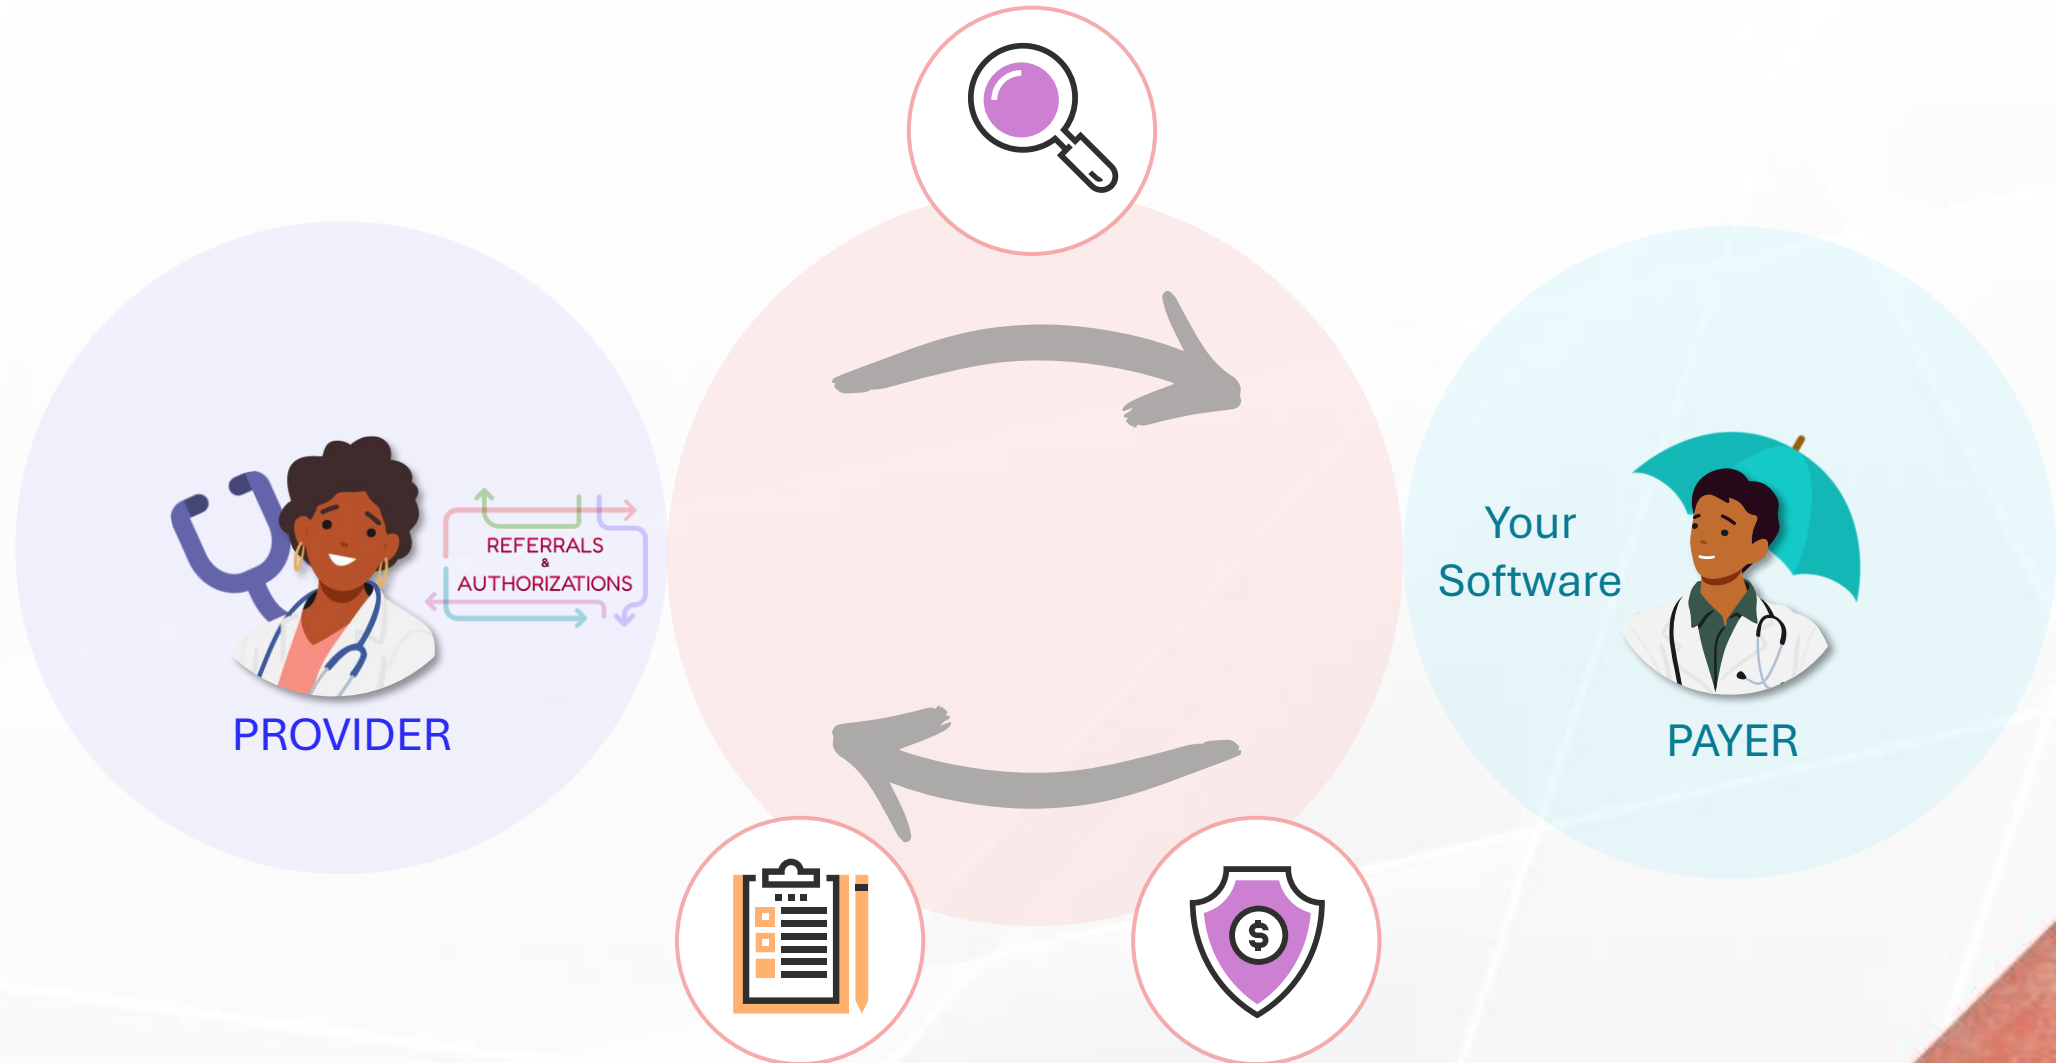 REFERRALS
&
AUTHORIZATIONS
PROVIDER
Your
Software
PAYER
$